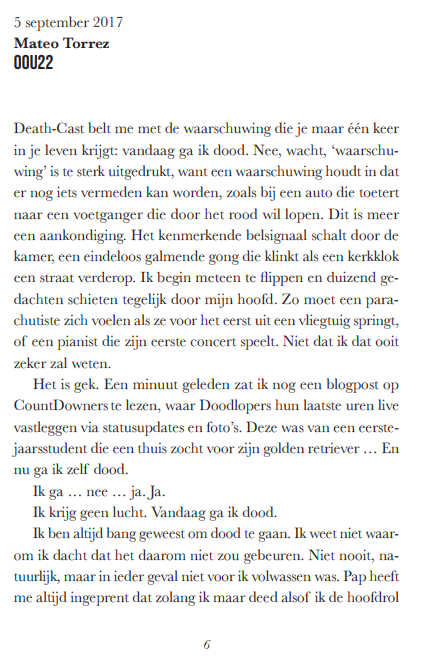 5 september 2017
Mateo Torrez
00U22
Death-Cast belt me met de waarschuwing die je maar één keer
in je leven krijgt: vandaag ga ik dood. Nee, wacht, ‘waarschu-
wing’ is te sterk uitgedrukt, want een waarschuwing houdt in dat
er nog iets vermeden kan worden, zoals bij een auto die toetert
naar een voetganger die door het rood wil lopen. Dit is meer
een aankondiging. Het kenmerkende belsignaal schalt door de
kamer, een eindeloos galmende gong die klinkt als een kerkklok
een straat verderop. Ik begin meteen te flippen en duizend ge-
dachten schieten tegelijk door mijn hoofd. Zo moet een para-
chutiste zich voelen als ze voor het eerst uit een vliegtuig springt,
of een pianist die zijn eerste concert speelt. Niet dat ik dat ooit
zeker zal weten.
Het is gek. Een minuut geleden zat ik nog een blogpost op
CountDowners te lezen, waar Doodlopers hun laatste uren live
vastleggen via statusupdates en foto’s. Deze was van een eerste-
jaarsstudent die een thuis zocht voor zijn golden retriever … En
nu ga ik zelf dood.
Ik ga … nee … ja. Ja.
Ik krijg geen lucht. Vandaag ga ik dood.
Ik ben altijd bang geweest om dood te gaan. Ik weet niet waar-
om ik dacht dat het daarom niet zou gebeuren. Niet nooit, na-
tuurlijk, maar in ieder geval niet voor ik volwassen was. Pap heeft
me altijd ingeprent dat zolang ik maar deed alsof ik de hoofdrol
6